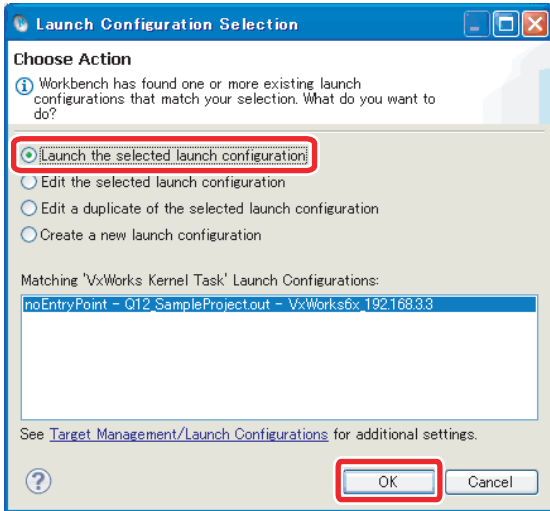 Launch Configuration Selection
Choose Action
Workbench has found one or more existing launch
configurations that match your selection. What do you want to
do?
Launch the selected launch configuration
Edit the selected launch configuration
Edit a duplicate of the selected launch configuration
Create a new launch configuration
Matching 'VxWorks Kernel Task' Launch Configurations:
noEntryPoint - Q12_SampleProject.out - VxWorks6x_192.168.3.3
See Target Management/Launch Configurations for additional settings.
?
OK
Cancel